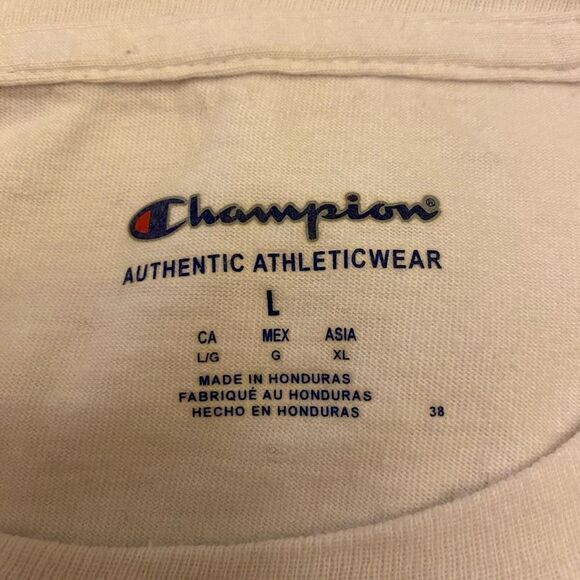 Champion®
AUTHENTIC ATHLETICWEAR
L
CA MEX ASIA
L/G G XL
MADE IN HONDURAS
FABRIQUÉ AU HONDURAS
HECHO EN HONDURAS 38